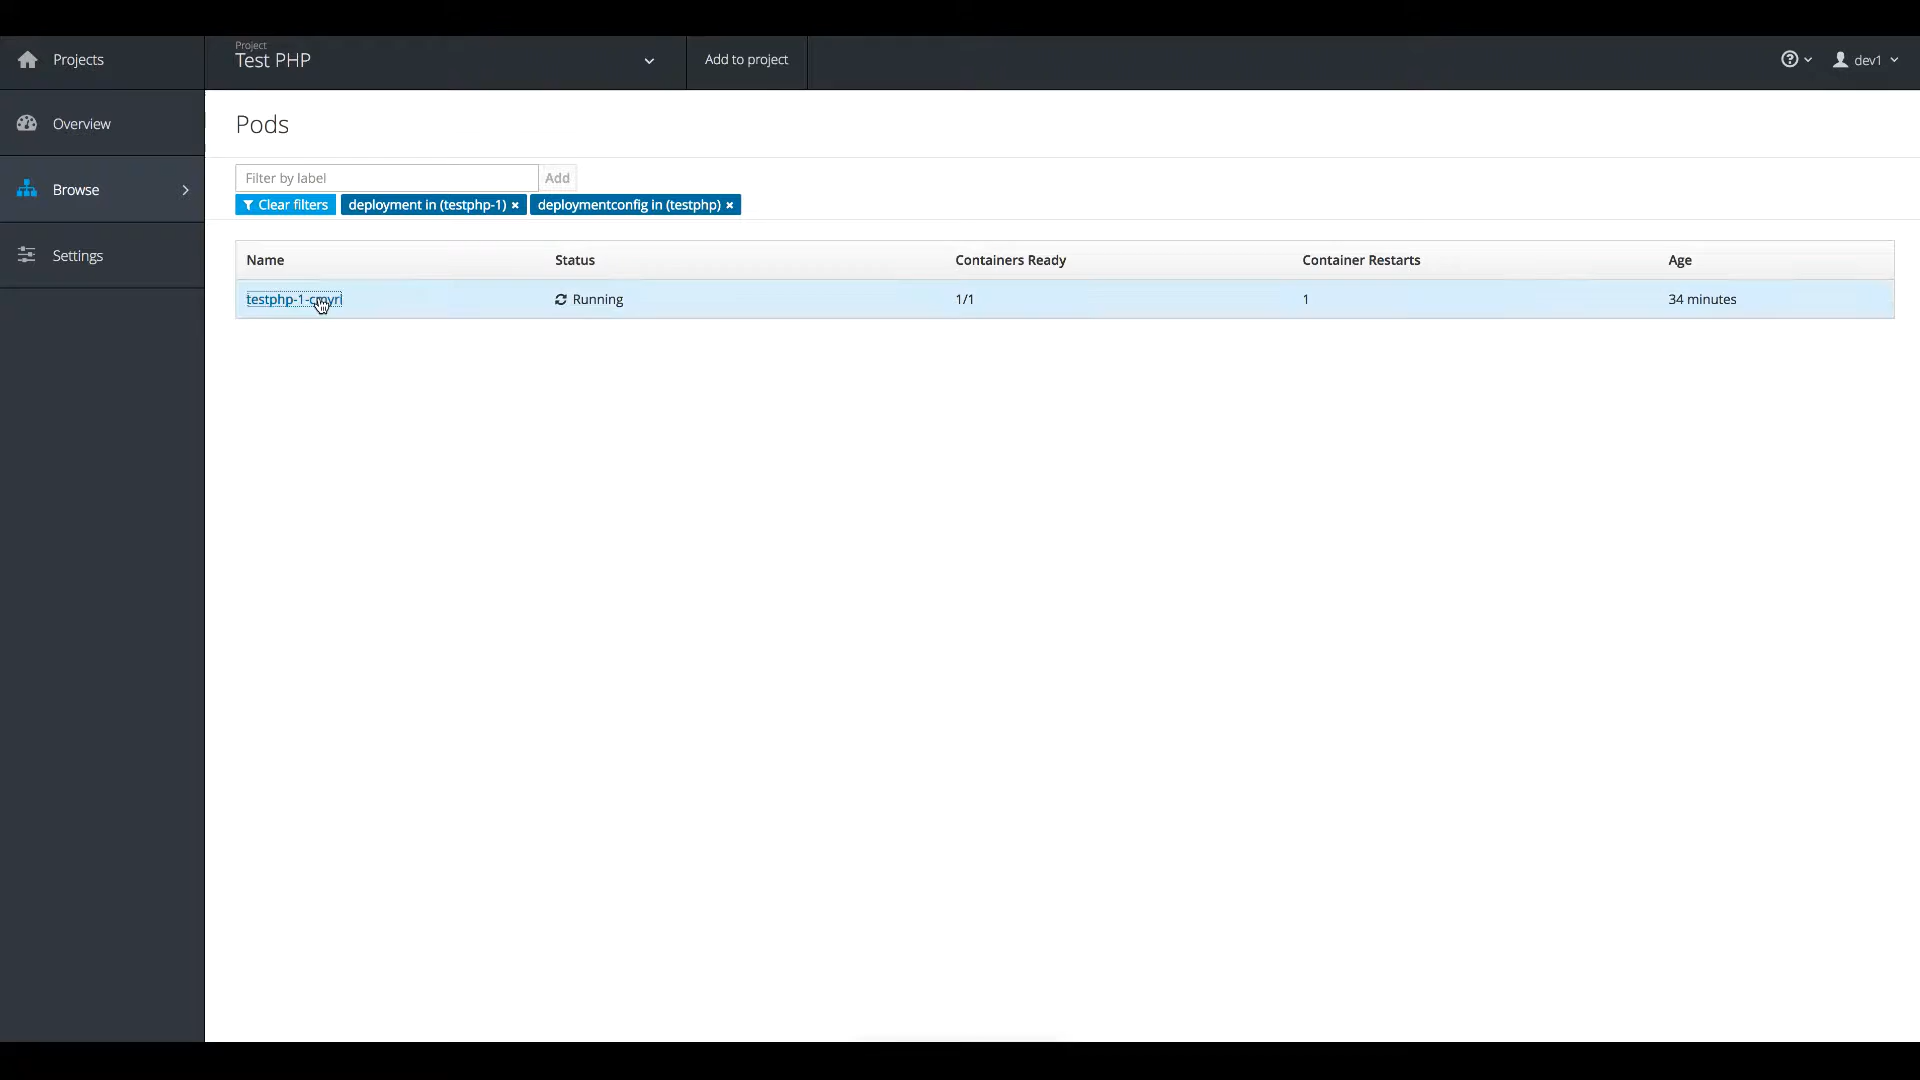 Projects
Project
Test PHP
Add to project
dev1
Overview
Browse
Settings
Pods
Filter by label
Add
Clear filters
deployment in (testphp-1) ×
deploymentconfig in (testphp) ×
Name
Status
Containers Ready
Container Restarts
Age
Running
1/1
1
34 minutes